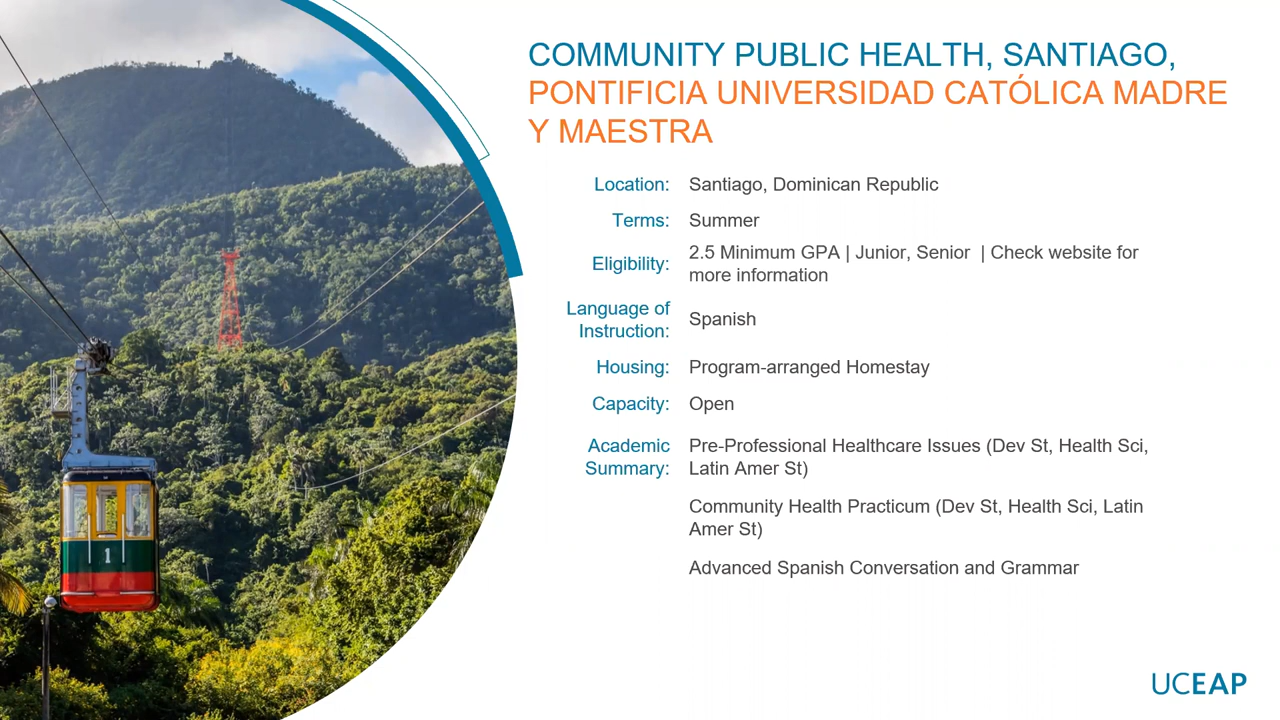 COMMUNITY PUBLIC HEALTH, SANTIAGO,
PONTIFICIA UNIVERSIDAD CATÓLICA MADRE
Y MAESTRA
Location: Santiago, Dominican Republic
Terms: Summer
Eligibility: 2.5 Minimum GPA | Junior, Senior | Check website for
more information
Language of
Instruction: Spanish
Housing: Program-arranged Homestay
Capacity: Open
Academic
Summary:
Pre-Professional Healthcare Issues (Dev St, Health Sci,
Latin Amer St)
Community Health Practicum (Dev St, Health Sci, Latin
Amer St)
Advanced Spanish Conversation and Grammar
1
UCEAP